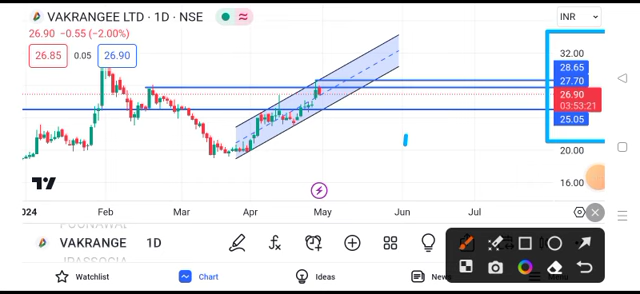 VAKRANGEE LTD · 1D · NSE
INR
26.90 −0.55 (−2.00%)
26.85 0.05 26.90
32.00
28.65
27.70
26.90
03:53:21
25.05
20.00
16.00
2024 Feb Mar Apr May Jun Jul
VAKRANGE 1D
Watchlist Chart Ideas News Menu